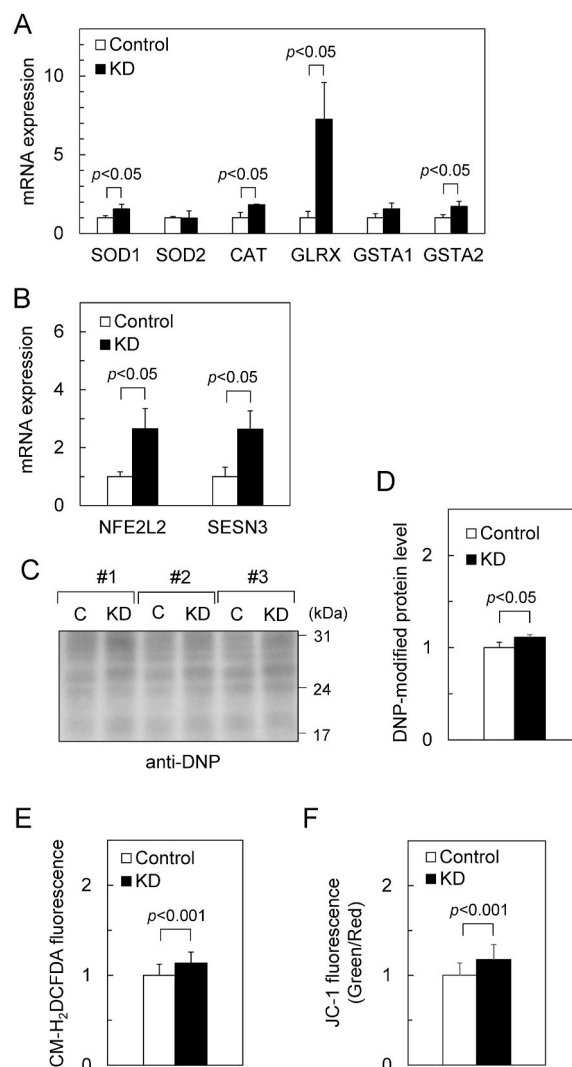 A
mRNA expression
Control
KD
10
6
2
0
p<0.05
p<0.05
p<0.05
p<0.05
SOD1 SOD2 CAT GLRX GSTA1 GSTA2
B
mRNA expression
Control
KD
6
4
2
0
p<0.05
p<0.05
NFE2L2 SESN3
C
#1 #2 #3
C KD C KD C KD (kDa)
31
24
17
anti-DNP
D
DNP-modified protein level
Control
KD
2
1
0
p<0.05
E
CM-H₂DCFDA fluorescence
Control
KD
2
1
0
p<0.001
F
JC-1 fluorescence
(Green/Red)
Control
KD
2
1
0
p<0.001